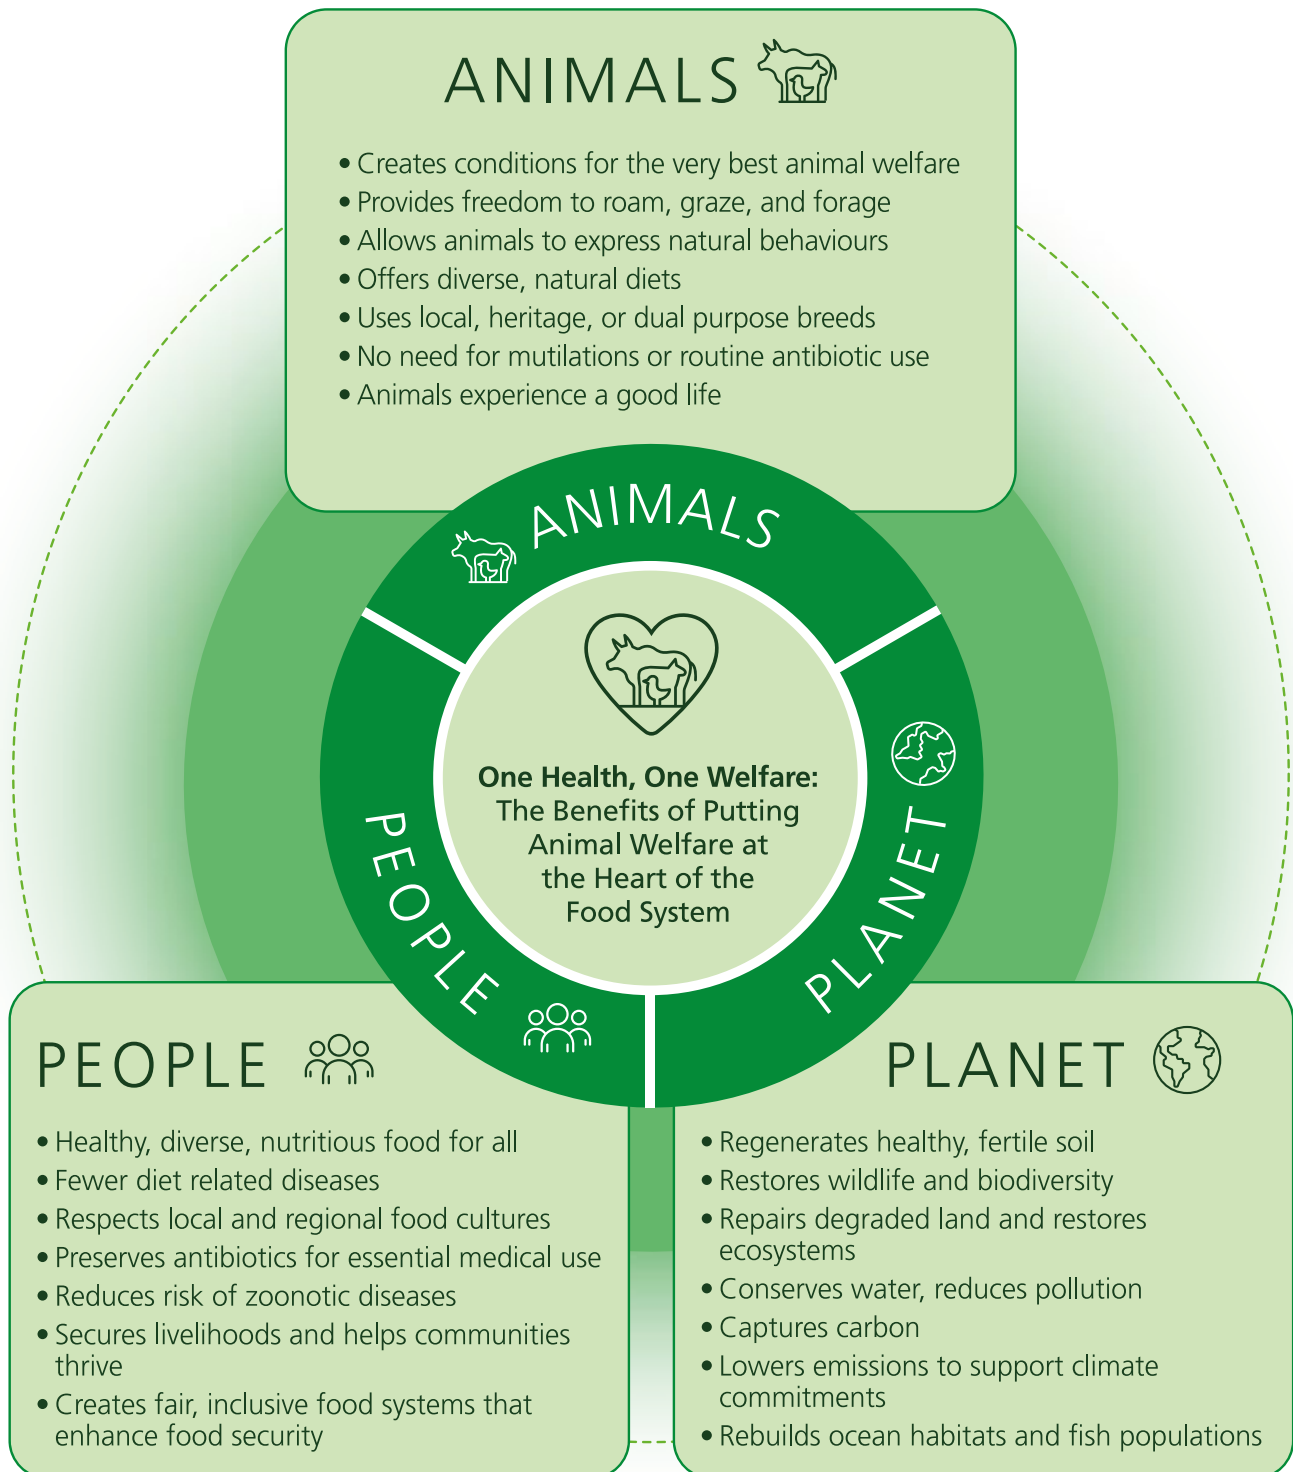 ANIMALS
• Creates conditions for the very best animal welfare
• Provides freedom to roam, graze, and forage
• Allows animals to express natural behaviours
• Offers diverse, natural diets
• Uses local, heritage, or dual purpose breeds
• No need for mutilations or routine antibiotic use
• Animals experience a good life
ANIMALS
One Health, One Welfare:
The Benefits of Putting
Animal Welfare at
the Heart of the
Food System
PEOPLE
PLANET
PEOPLE
• Healthy, diverse, nutritious food for all
• Fewer diet related diseases
• Respects local and regional food cultures
• Preserves antibiotics for essential medical use
• Reduces risk of zoonotic diseases
• Secures livelihoods and helps communities
thrive
• Creates fair, inclusive food systems that
enhance food security
PLANET
• Regenerates healthy, fertile soil
• Restores wildlife and biodiversity
• Repairs degraded land and restores
ecosystems
• Conserves water, reduces pollution
• Captures carbon
• Lowers emissions to support climate
commitments
• Rebuilds ocean habitats and fish populations